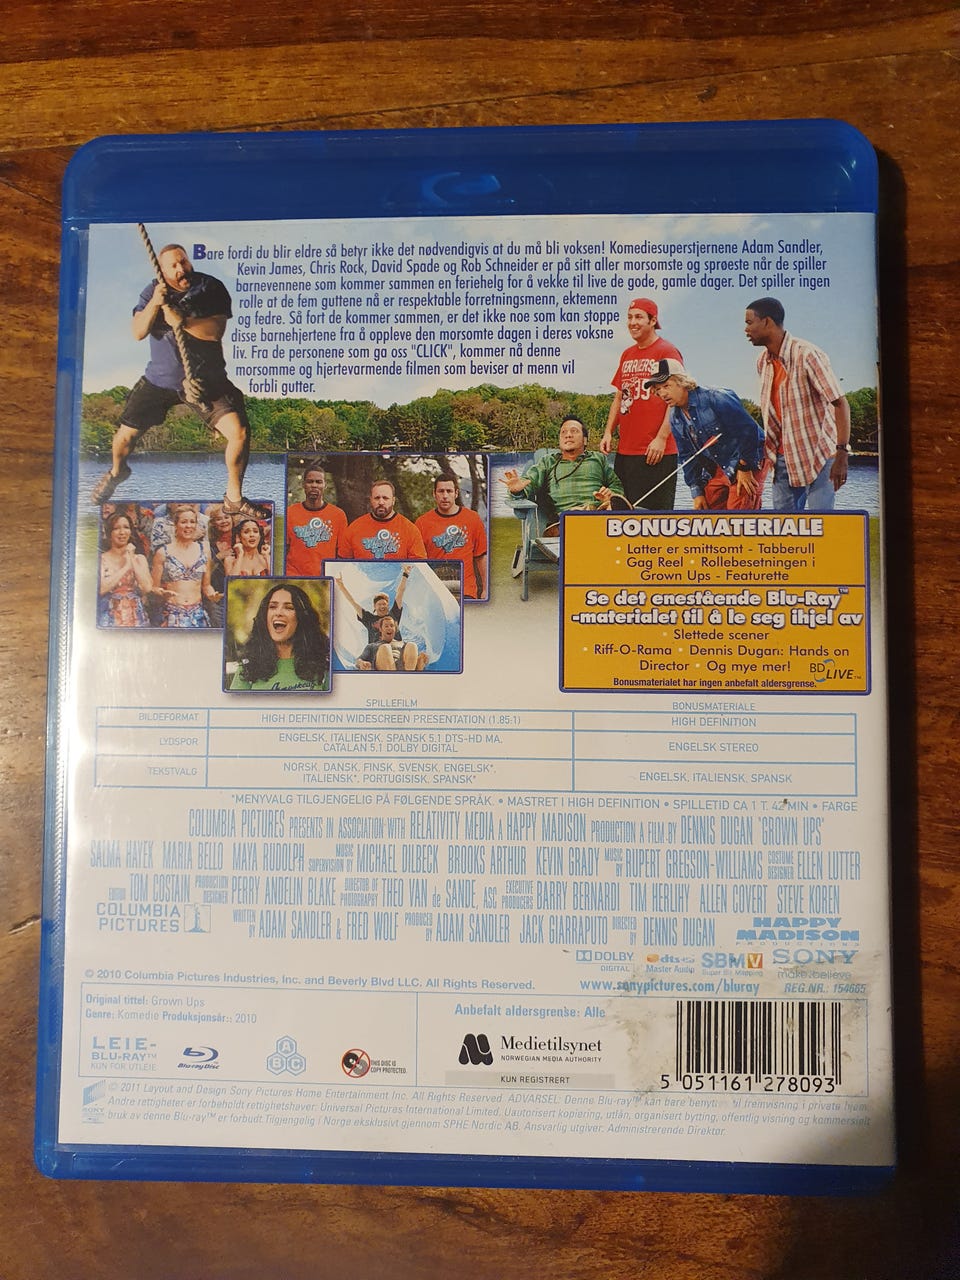 Bare fordi du blir eldre så betyr ikke det nødvendigvis at du må bli voksen! Komediesuperstjernene Adam Sandler,
Kevin James, Chris Rock, David Spade og Rob Schneider er på sitt aller morsomste og sprøeste når de spiller
barnevennene som kommer sammen en feriehelg for å vekke til live de gode, gamle dager. Det spiller ingen
rolle at de fem guttene nå er respektable forretningsmenn, ektemenn
og fedre. Så fort de kommer sammen, er det ikke noe som kan stoppe
disse barnehjertene fra å oppleve den morsomte dagen i deres voksne
liv. Fra de personene som ga oss "CLICK", kommer nå denne
morsomme og hjertevarmende filmen som beviser at menn vil
forbli gutter.
BONUSMATERIALE
• Latter er smittsomt - Tabberull
• Gag Reel • Rollebesetningen i
Grown Ups - Featurette
Se det enestående Blu-Ray™
-materialet til å le seg ihjel av
• Slettede scener
• Riff-O-Rama • Dennis Dugan: Hands on
Director • Og mye mer! BD LIVE™
Bonusmaterialet har ingen anbefalt aldersgrense.
SPILLEFILM BONUSMATERIALE
BILDEFORMAT HIGH DEFINITION WIDESCREEN PRESENTATION (1.85:1) HIGH DEFINITION
LYDSPOR ENGELSK, ITALIENSK, SPANSK 5.1 DTS-HD MA,
CATALAN 5.1 DOLBY DIGITAL ENGELSK STEREO
TEKSTVALG NORSK, DANSK, FINSK, SVENSK, ENGELSK*,
ITALIENSK*, PORTUGISISK, SPANSK* ENGELSK, ITALIENSK, SPANSK
*MENYVALG TILGJENGELIG PÅ FØLGENDE SPRÅK. • MASTRET I HIGH DEFINITION • SPILLETID CA 1 T. 42 MIN • FARGE
COLUMBIA PICTURES PRESENTS IN ASSOCIATION WITH RELATIVITY MEDIA A HAPPY MADISON PRODUCTION A FILM BY DENNIS DUGAN 'GROWN UPS'
SALMA HAYEK MARIA BELLO MAYA RUDOLPH MUSIC SUPERVISION BY MICHAEL DILBECK BROOKS ARTHUR KEVIN GRADY MUSIC BY RUPERT GREGSON-WILLIAMS COSTUME DESIGNER ELLEN LUTTER
EDITOR TOM COSTAIN PRODUCTION DESIGNER PERRY ANDELIN BLAKE DIRECTOR OF PHOTOGRAPHY THEO VAN de SANDE, ASC EXECUTIVE PRODUCERS BARRY BERNARDI TIM HERLIHY ALLEN COVERT STEVE KOREN
COLUMBIA PICTURES WRITTEN BY ADAM SANDLER & FRED WOLF PRODUCED BY ADAM SANDLER JACK GIARRAPUTO DIRECTED BY DENNIS DUGAN HAPPY MADISON PRODUCTIONS
DOLBY DIGITAL dts-HD Master Audio SBMV Super Bit Mapping SONY make.believe
© 2010 Columbia Pictures Industries, Inc. and Beverly Blvd LLC. All Rights Reserved. www.sonypictures.com/bluray REG.NR.: 154665
Original tittel: Grown Ups
Genre: Komedie Produksjonsår:: 2010
Anbefalt aldersgrense: Alle
LEIE-
BLU-RAY™
KUN FOR UTLEIE
Blu-ray Disc
A B C
THIS DISC IS
COPY PROTECTED
Medietilsynet
NORWEGIAN MEDIA AUTHORITY
KUN REGISTRERT
5 051161 278093
SONY
© 2011 Layout and Design Sony Pictures Home Entertainment Inc. All Rights Reserved. ADVARSEL: Denne Blu-ray™ kan bare benyttes til fremvisning i private hjem.
Andre rettigheter er forbeholdt rettighetshaver: Universal Pictures International Limited. Uautorisert kopiering, utlån, organisert bytting, offentlig visning og kommersielt
bruk av denne Blu-ray™ er forbudt Tilgjengelig i Norge eksklusivt gjennom SPHE Nordic AB. Ansvarlig utgiver: Administrerende Direktør.